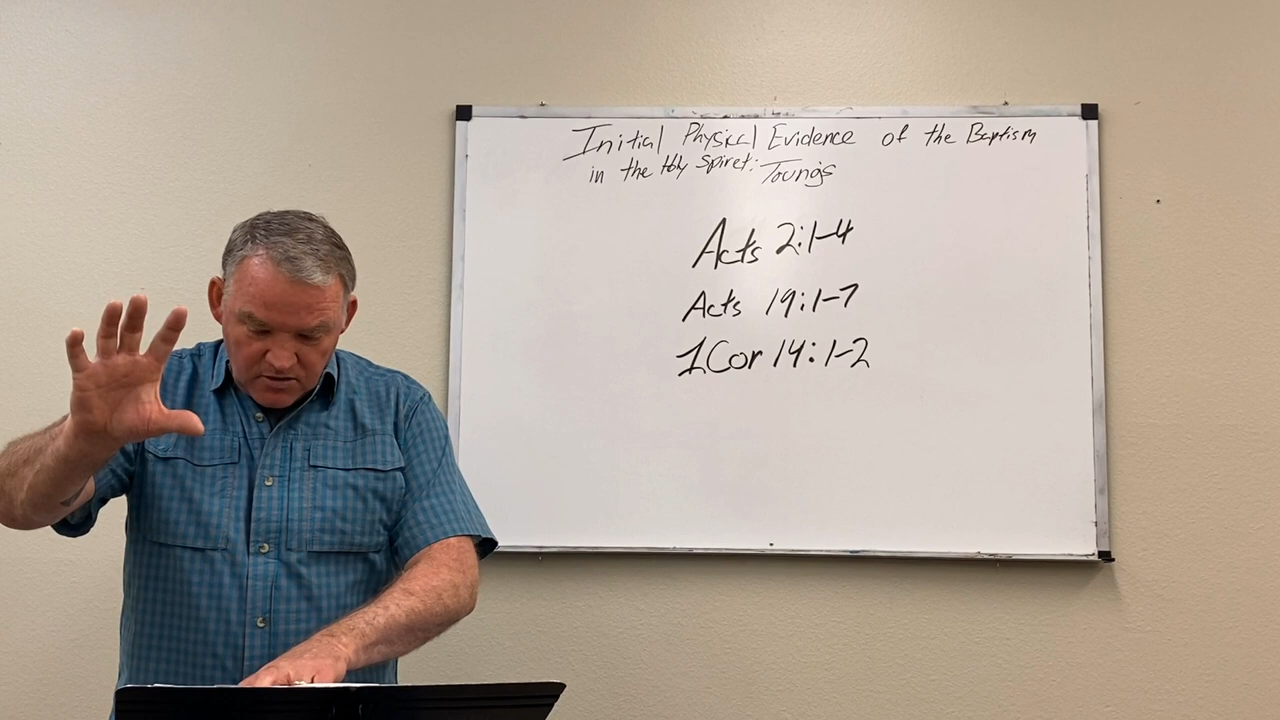 Initial Physical Evidence of the Baptism
in the Holy Spiret: Toungs
Acts 2:1-4
Acts 19:1-7
1Cor 14:1-2